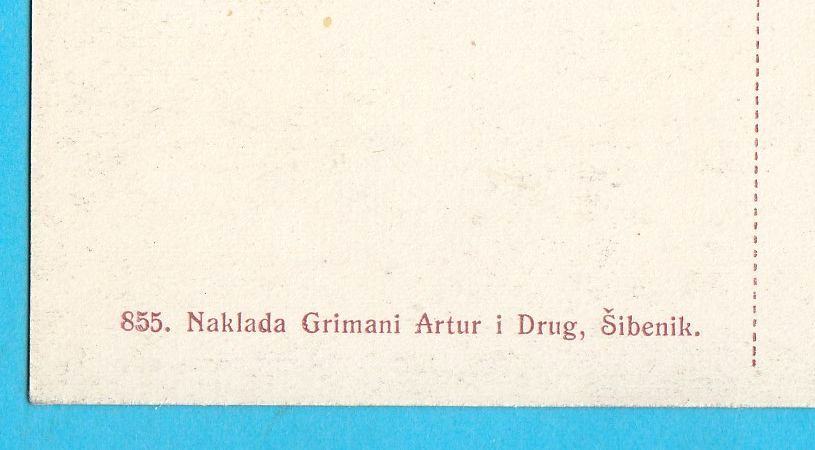 855. Naklada Grimani Artur i Drug, Šibenik.